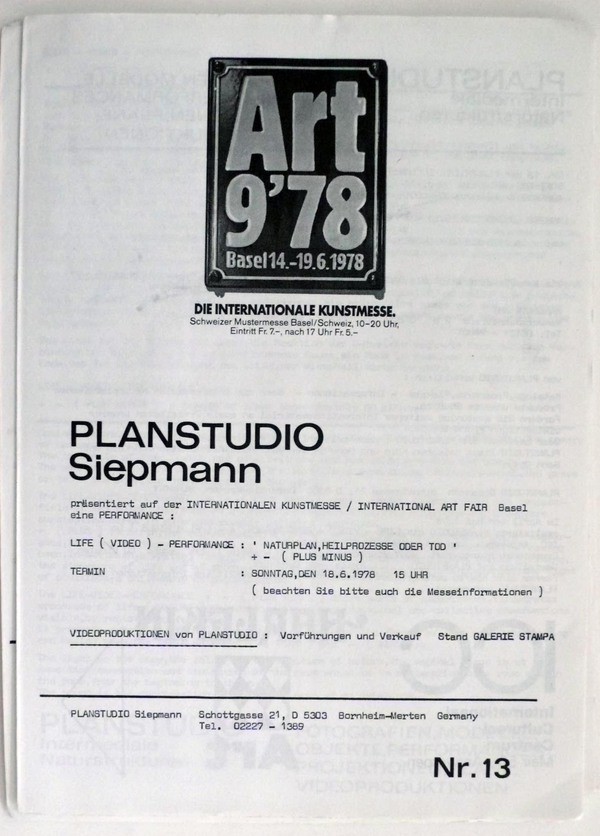 Art
9'78
Basel 14.-19.6.1978
DIE INTERNATIONALE KUNSTMESSE.
Schweizer Mustermesse Basel/Schweiz, 10-20 Uhr,
Eintritt Fr. 7.-, nach 17 Uhr Fr. 5.-
PLANSTUDIO
Siepmann
präsentiert auf der INTERNATIONALEN KUNSTMESSE / INTERNATIONAL ART FAIR Basel
eine PERFORMANCE :
LIFE ( VIDEO ) - PERFORMANCE : ' NATURPLAN,HEILPROZESSE ODER TOD '
+ - ( PLUS MINUS )
TERMIN : SONNTAG,DEN 18.6.1978 15 UHR
( beachten Sie bitte auch die Messeinformationen )
VIDEOPRODUKTIONEN von PLANSTUDIO : Vorführungen und Verkauf Stand GALERIE STAMPA
PLANSTUDIO Siepmann Schottgasse 21, D 5303 Bornheim-Merten Germany
Tel. 02227 - 1389
Nr. 13